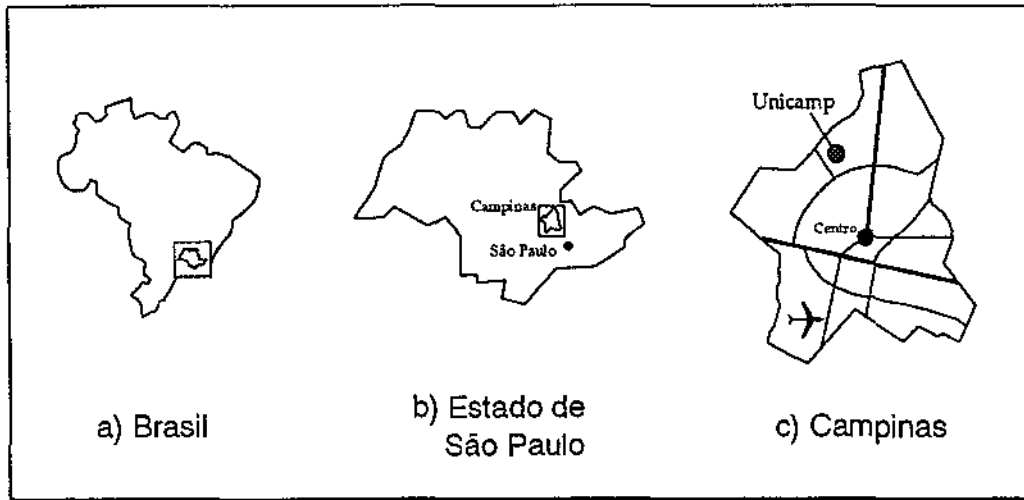 Unicamp
Campinas
Centro
São Paulo
a) Brasil
b) Estado de
São Paulo
c) Campinas